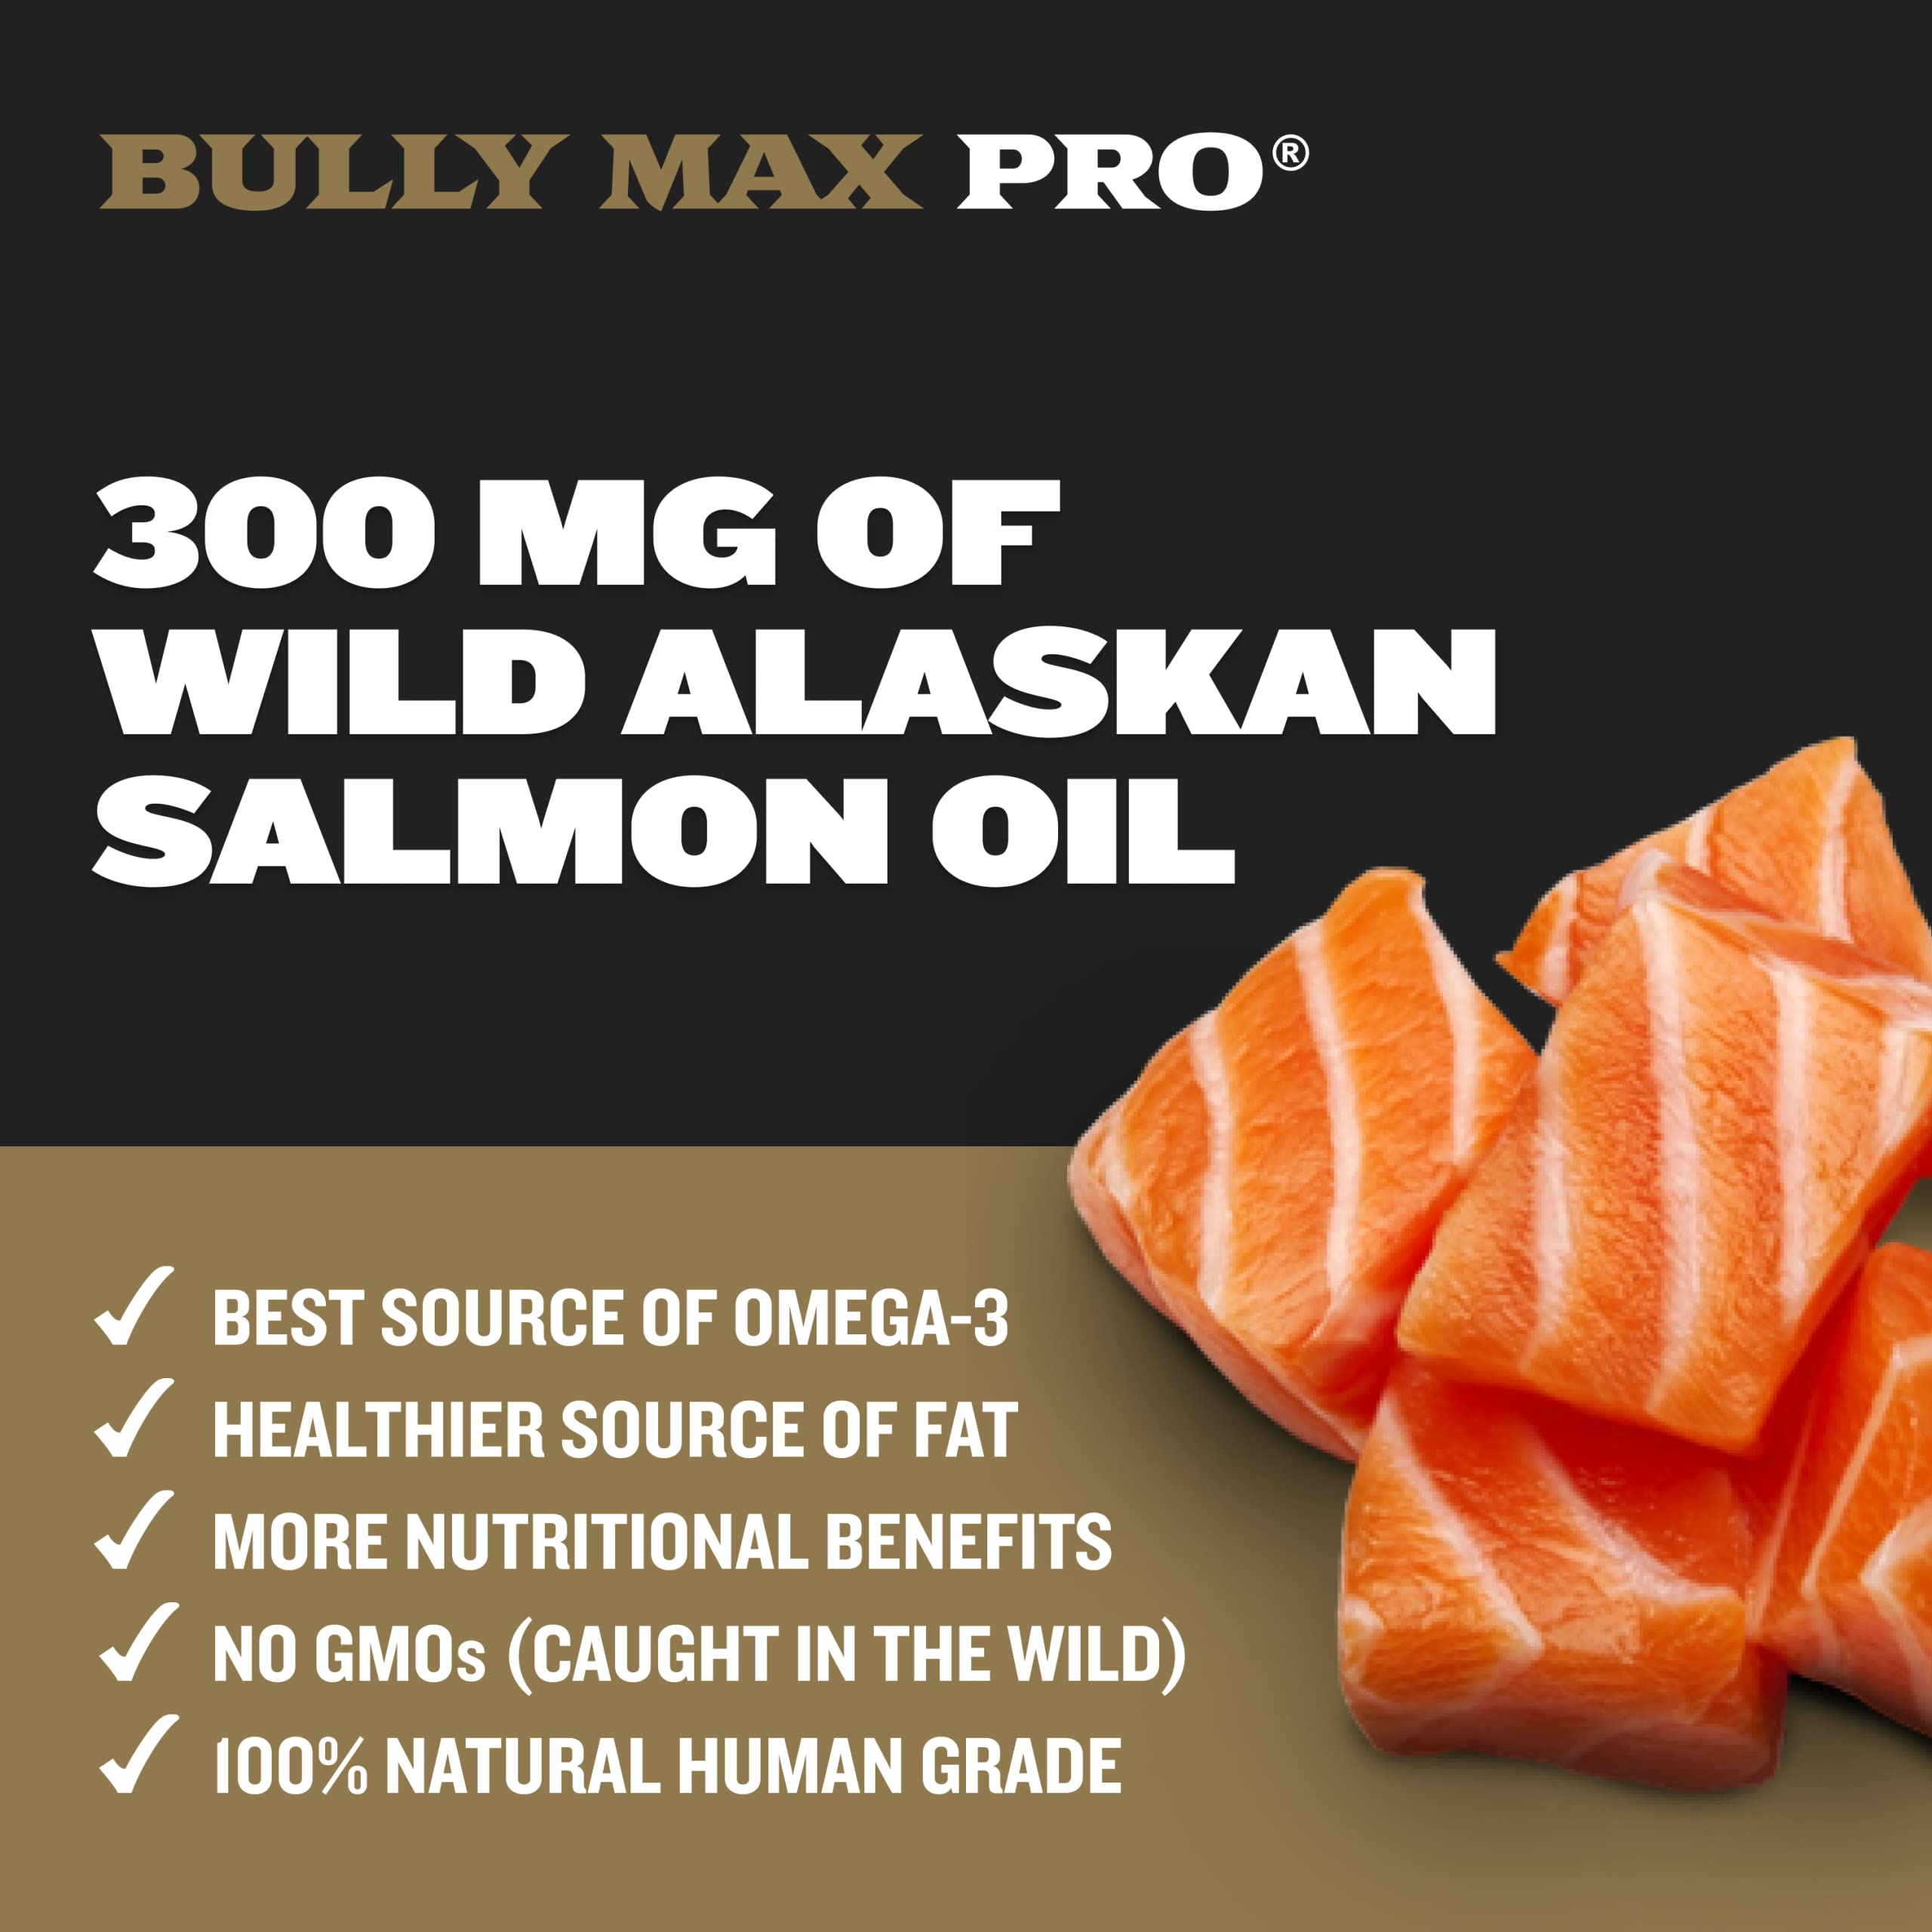 BULLY MAX PRO®
300 MG OF
WILD ALASKAN
SALMON OIL
BEST SOURCE OF OMEGA-3
HEALTHIER SOURCE OF FAT
MORE NUTRITIONAL BENEFITS
NO GMOs (CAUGHT IN THE WILD)
100% NATURAL HUMAN GRADE